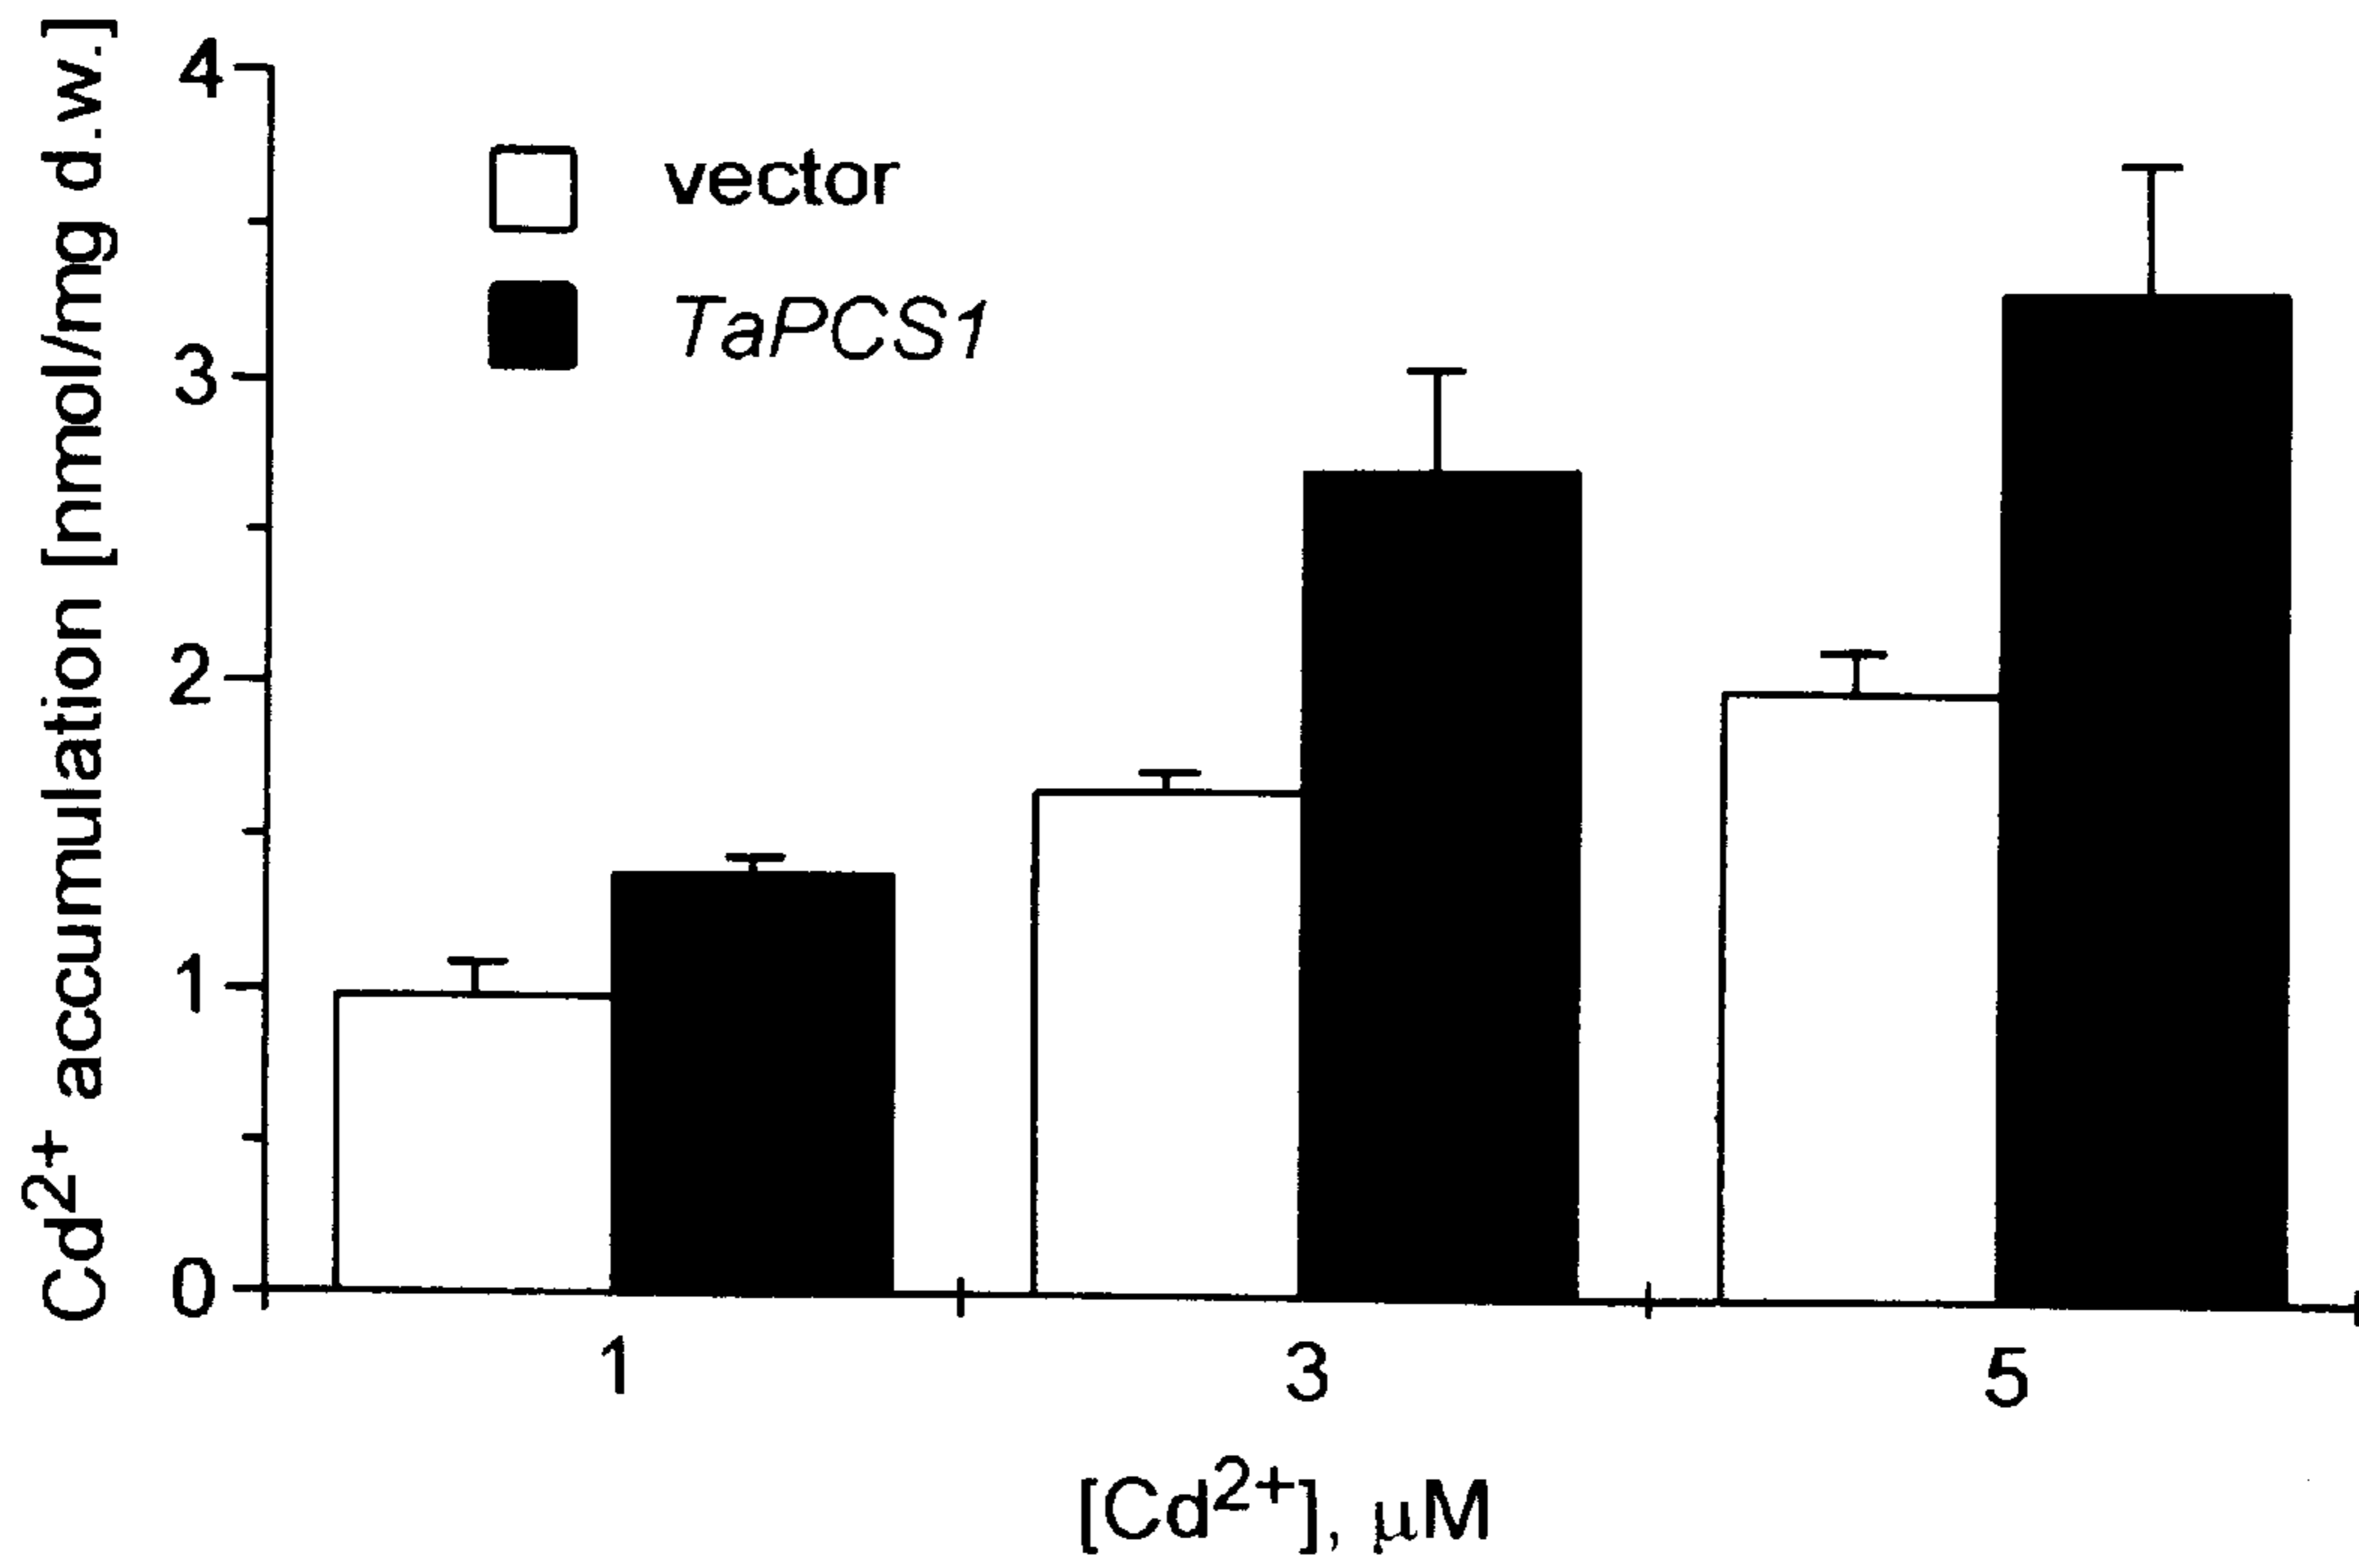 Cd2+ accumulation [nmol/mg d.w.]
4
3
2
1
0
vector
TaPCS1
1 3 5
[Cd2+], μM